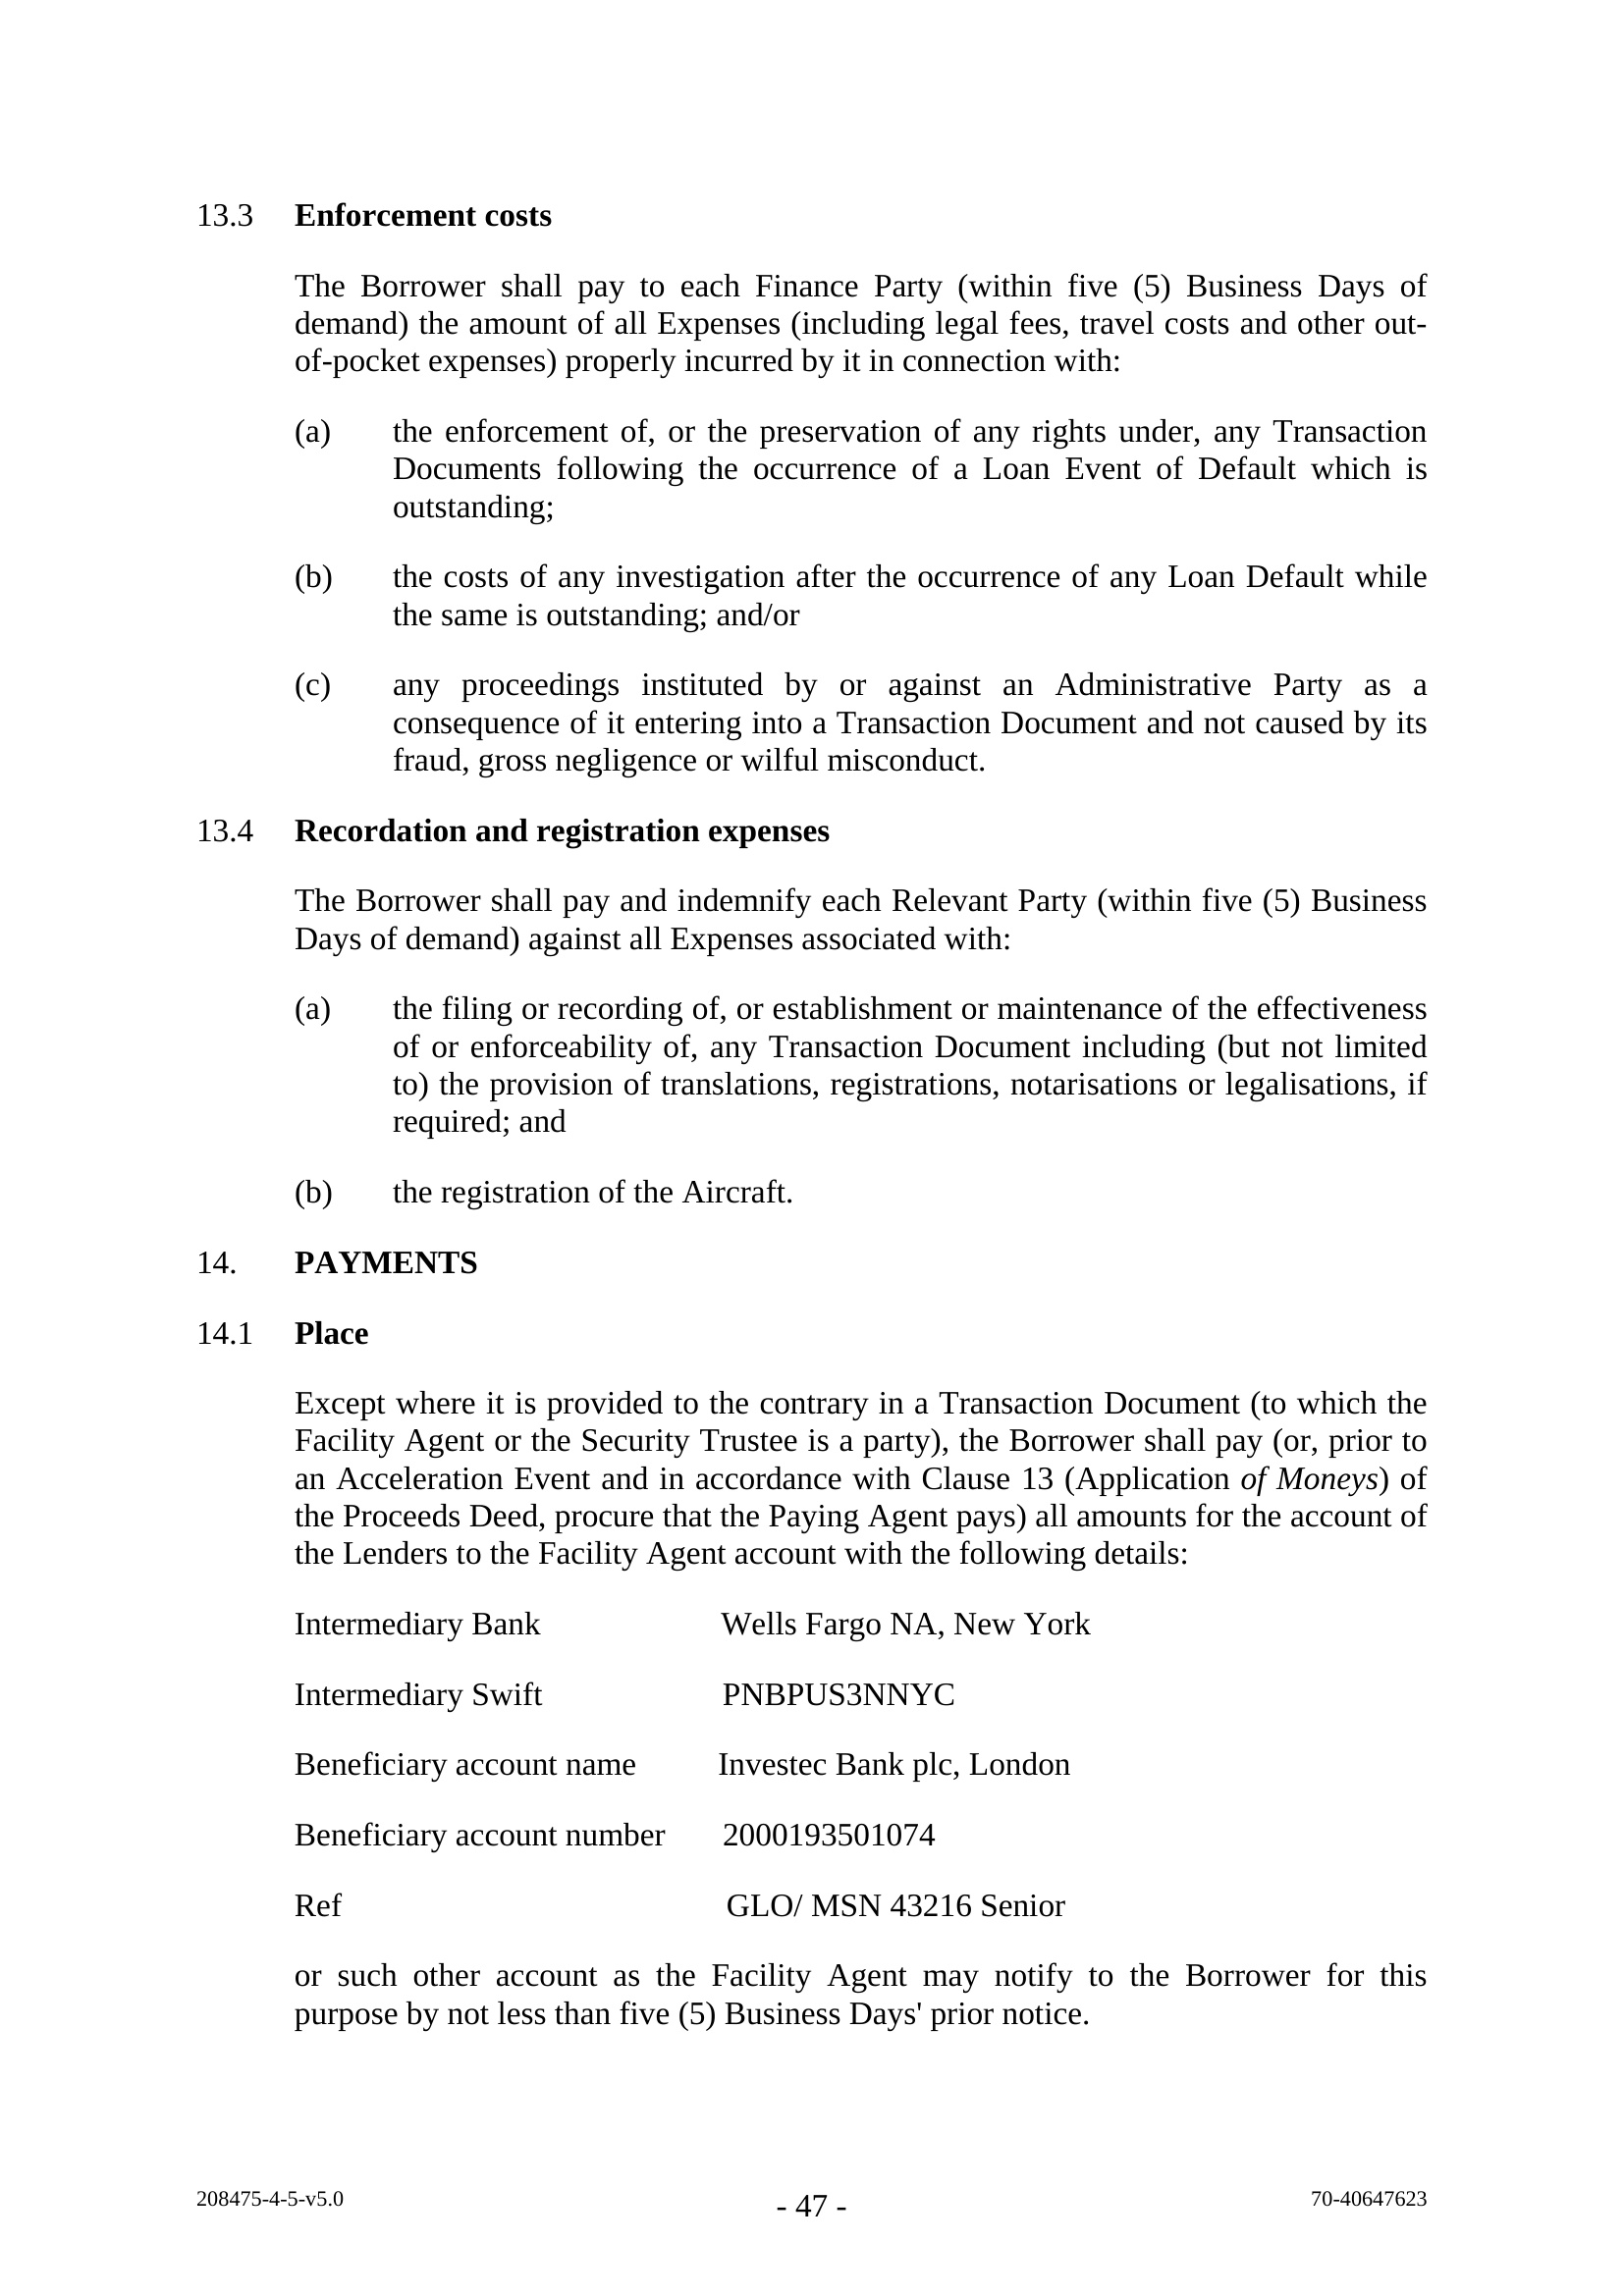 13.3 Enforcement costs
The Borrower shall pay to each Finance Party (within five (5) Business Days of
demand) the amount of all Expenses (including legal fees, travel costs and other out-
of-pocket expenses) properly incurred by it in connection with:
(a) the enforcement of, or the preservation of any rights under, any Transaction
Documents following the occurrence of a Loan Event of Default which is
outstanding;
(b) the costs of any investigation after the occurrence of any Loan Default while
the same is outstanding; and/or
(c) any proceedings instituted by or against an Administrative Party as a
consequence of it entering into a Transaction Document and not caused by its
fraud, gross negligence or wilful misconduct.
13.4 Recordation and registration expenses
The Borrower shall pay and indemnify each Relevant Party (within five (5) Business
Days of demand) against all Expenses associated with:
(a) the filing or recording of, or establishment or maintenance of the effectiveness
of or enforceability of, any Transaction Document including (but not limited
to) the provision of translations, registrations, notarisations or legalisations, if
required; and
(b) the registration of the Aircraft.
14. PAYMENTS
14.1 Place
Except where it is provided to the contrary in a Transaction Document (to which the
Facility Agent or the Security Trustee is a party), the Borrower shall pay (or, prior to
an Acceleration Event and in accordance with Clause 13 (Application of Moneys) of
the Proceeds Deed, procure that the Paying Agent pays) all amounts for the account of
the Lenders to the Facility Agent account with the following details:
Intermediary Bank Wells Fargo NA, New York
Intermediary Swift PNBPUS3NNYC
Beneficiary account name Investec Bank plc, London
Beneficiary account number 2000193501074
Ref GLO/ MSN 43216 Senior
or such other account as the Facility Agent may notify to the Borrower for this
purpose by not less than five (5) Business Days' prior notice.
208475-4-5-v5.0 - 47 - 70-40647623